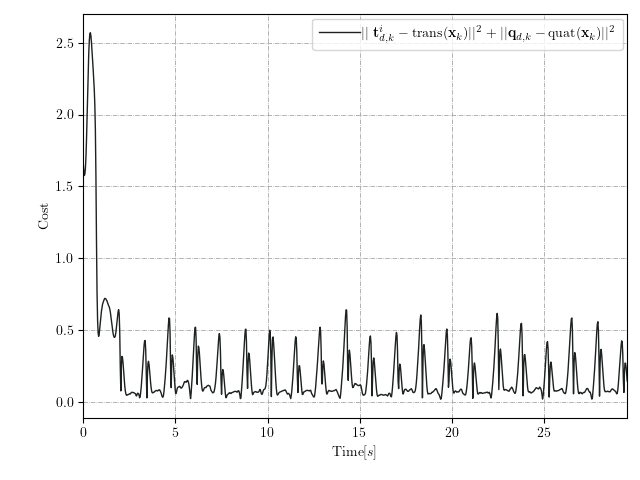 || t^i_{d,k} − trans(x_k)||² + ||q_{d,k} − quat(x_k)||²
2.5
2.0
1.5
1.0
0.5
0.0
Cost
0 5 10 15 20 25
Time[s]